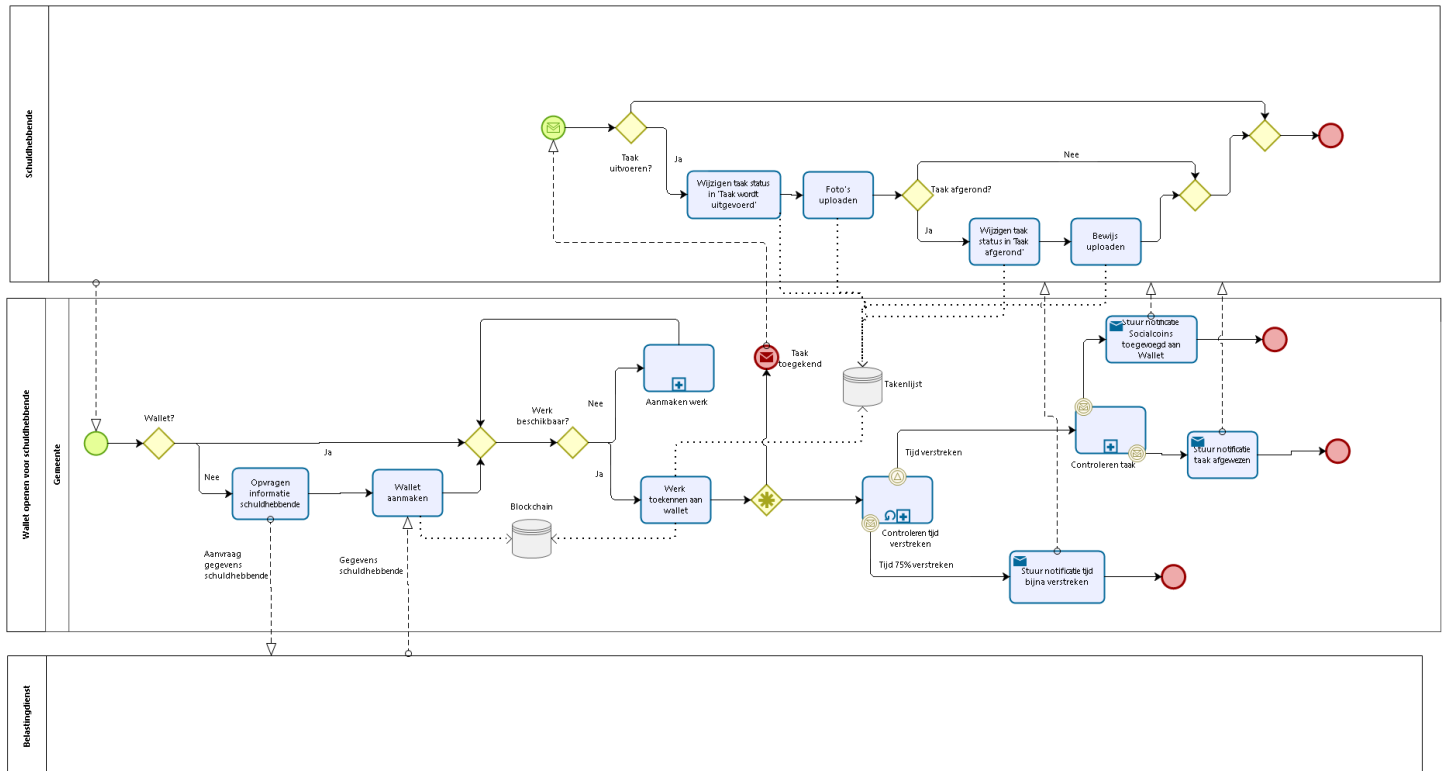 Schuldhebbende
Taak
uitvoeren?
Ja
Wijzigen taak status
in 'Taak wordt
uitgevoerd'
Foto's
uploaden
Taak afgerond?
Nee
Ja
Wijzigen taak
status in 'Taak
afgerond'
Bewijs
uploaden
Wallet openen voor schuldhebbende
Gemeente
Wallet?
Ja
Nee
Opvragen
informatie
schuldhebbende
Wallet
aanmaken
Aanvraag
gegevens
schuldhebbende
Gegevens
schuldhebbende
Blockchain
Werk
beschikbaar?
Nee
Ja
Aanmaken werk
Werk
toekennen aan
wallet
Taak
toegekend
Takenlijst
Tijd verstreken
Controleren tijd
verstreken
Tijd 75% verstreken
Stuur notificatie tijd
bijna verstreken
Controleren taak
Stuur notificatie
Socialcoins
toegevoegd aan
Wallet
Stuur notificatie
taak afgewezen
Belastingdienst